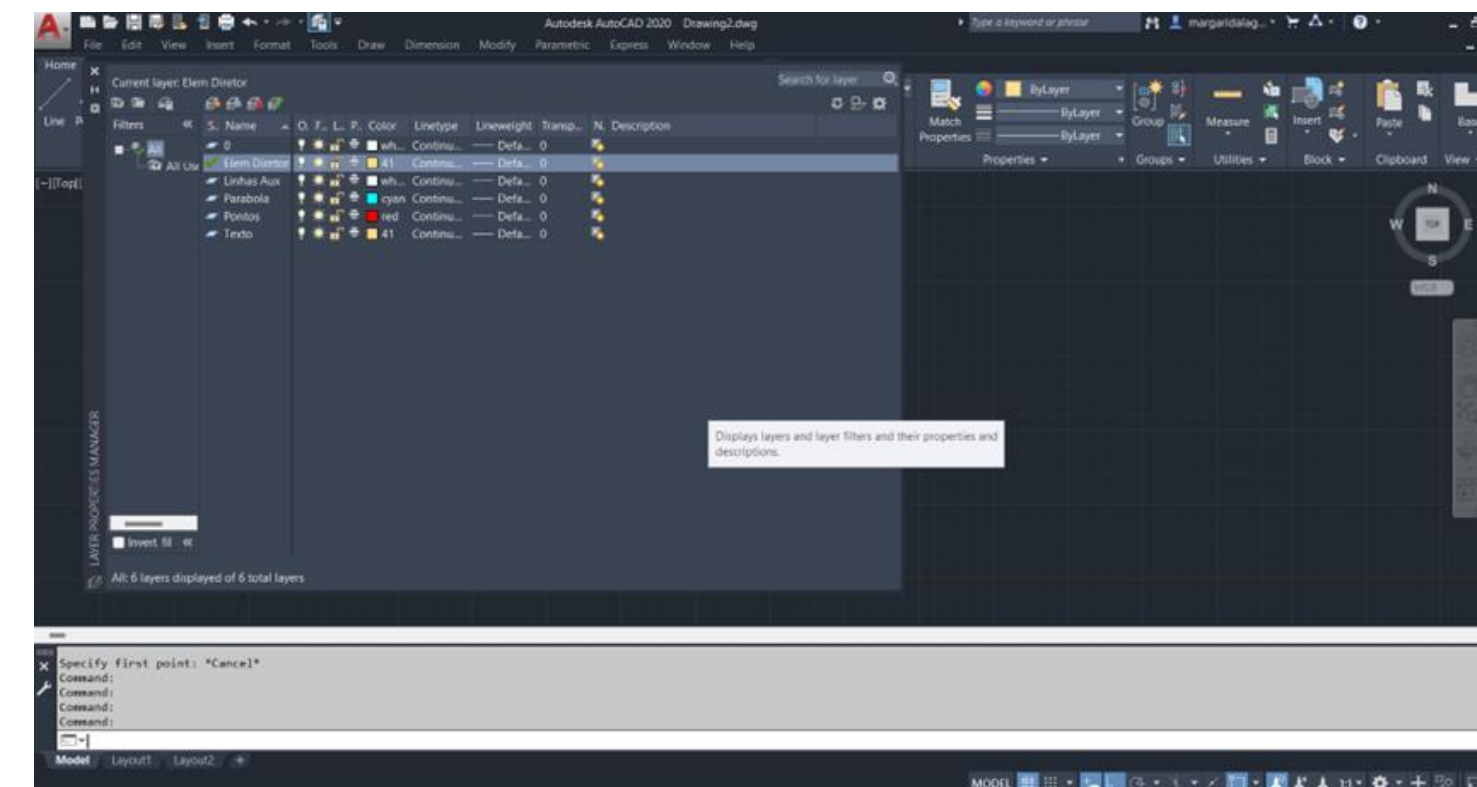 A Autodesk AutoCAD 2020 Drawing2.dwg Type a keyword or phrase margaridalag...
File Edit View Insert Format Tools Draw Dimension Modify Parametric Express Window Help
Home
Current layer: Elem Diretor Search for layer
Line
Filters S.. Name O. F.. L.. P.. Color Linetype Lineweight Transp... N. Description
All 0 wh... Continu... Defa... 0
All Use Elem Diretor 41 Continu... Defa... 0
Linhas Aux wh... Continu... Defa... 0
Parabola cyan Continu... Defa... 0
Pontos red Continu... Defa... 0
Texto 41 Continu... Defa... 0
ByLayer
ByLayer
ByLayer
Match Properties
Group Measure Insert Paste Bas
Properties Groups Utilities Block Clipboard View
[-][Top][
N
W TOP E
S
WCS
Displays layers and layer filters and their properties and
descriptions.
LAYER PROPERTIES MANAGER
Invert fil
All: 6 layers displayed of 6 total layers
Specify first point: *Cancel*
Command:
Command:
Command:
Command:
Model Layout1 Layout2 +
MODEL 1:1